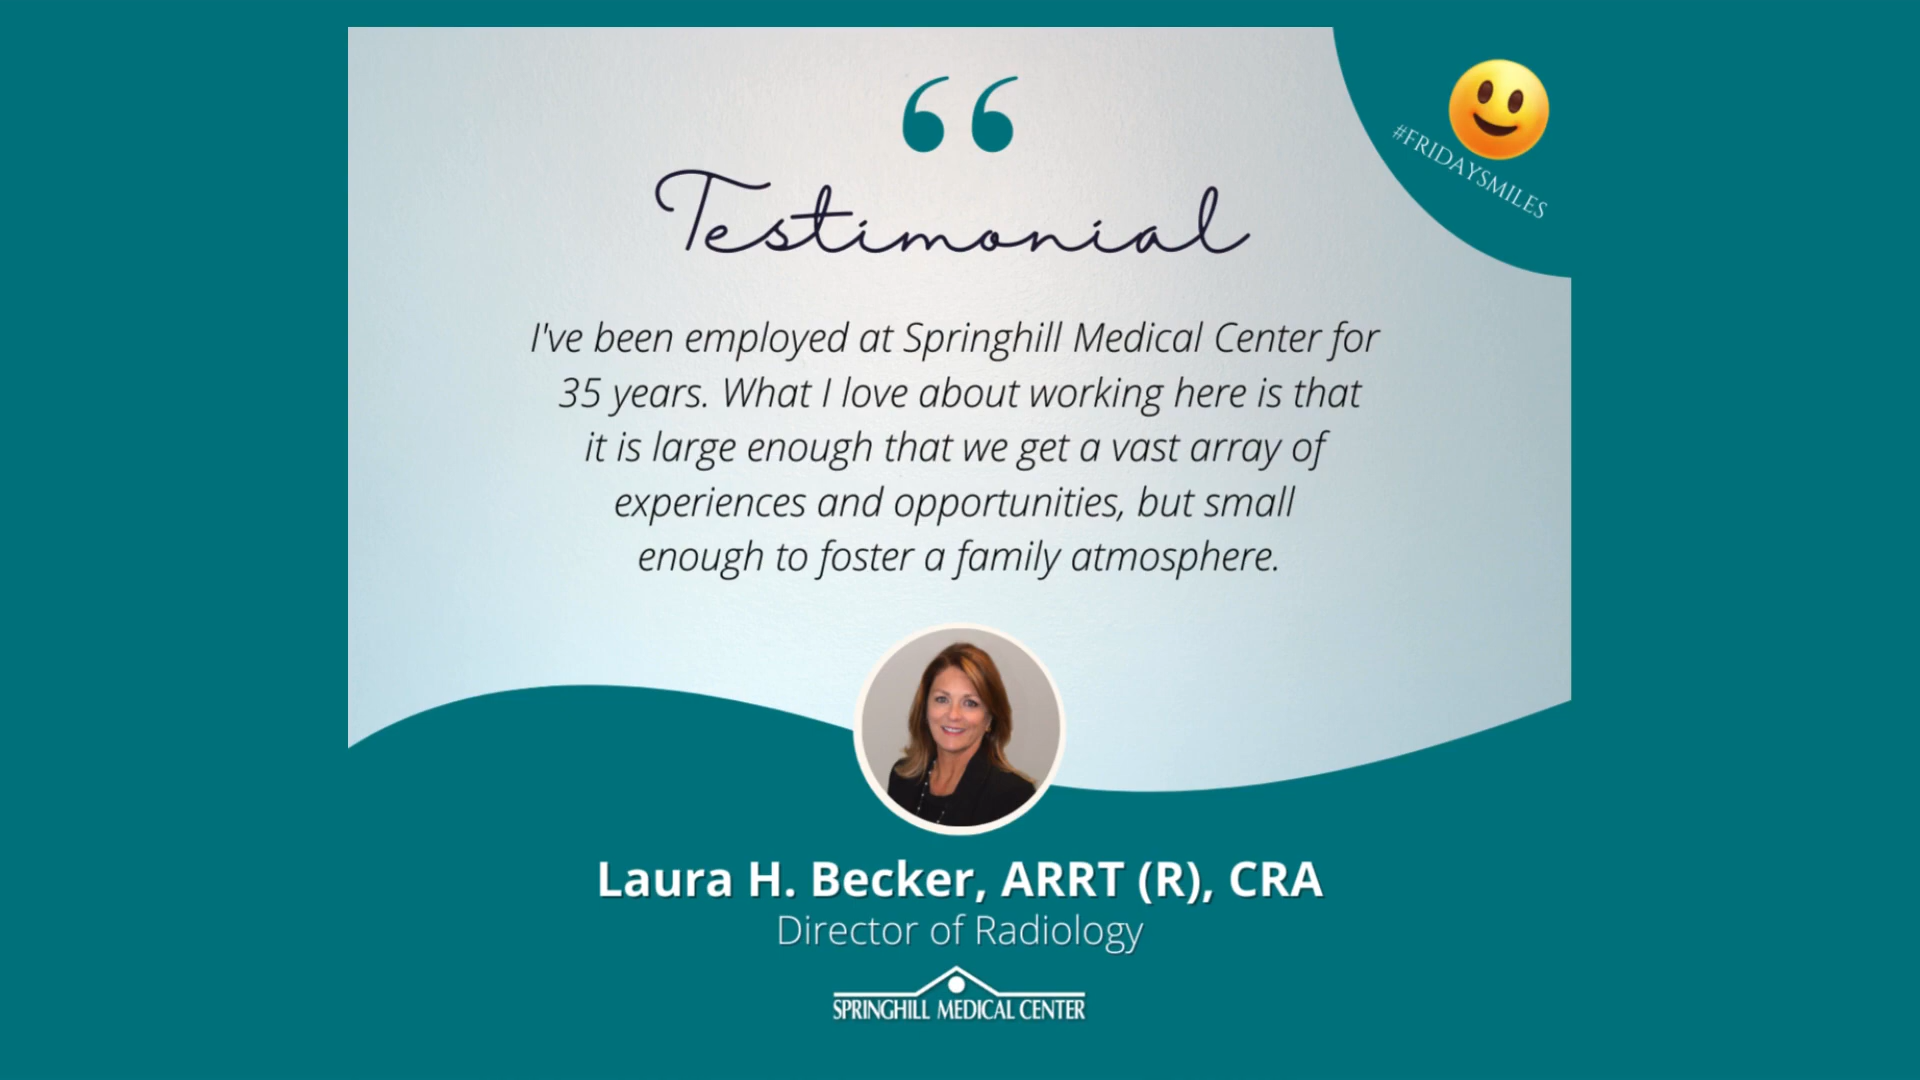 #FRIDAYSMILES
“
Testimonial
I've been employed at Springhill Medical Center for
35 years. What I love about working here is that
it is large enough that we get a vast array of
experiences and opportunities, but small
enough to foster a family atmosphere.
Laura H. Becker, ARRT (R), CRA
Director of Radiology
SPRINGHILL MEDICAL CENTER